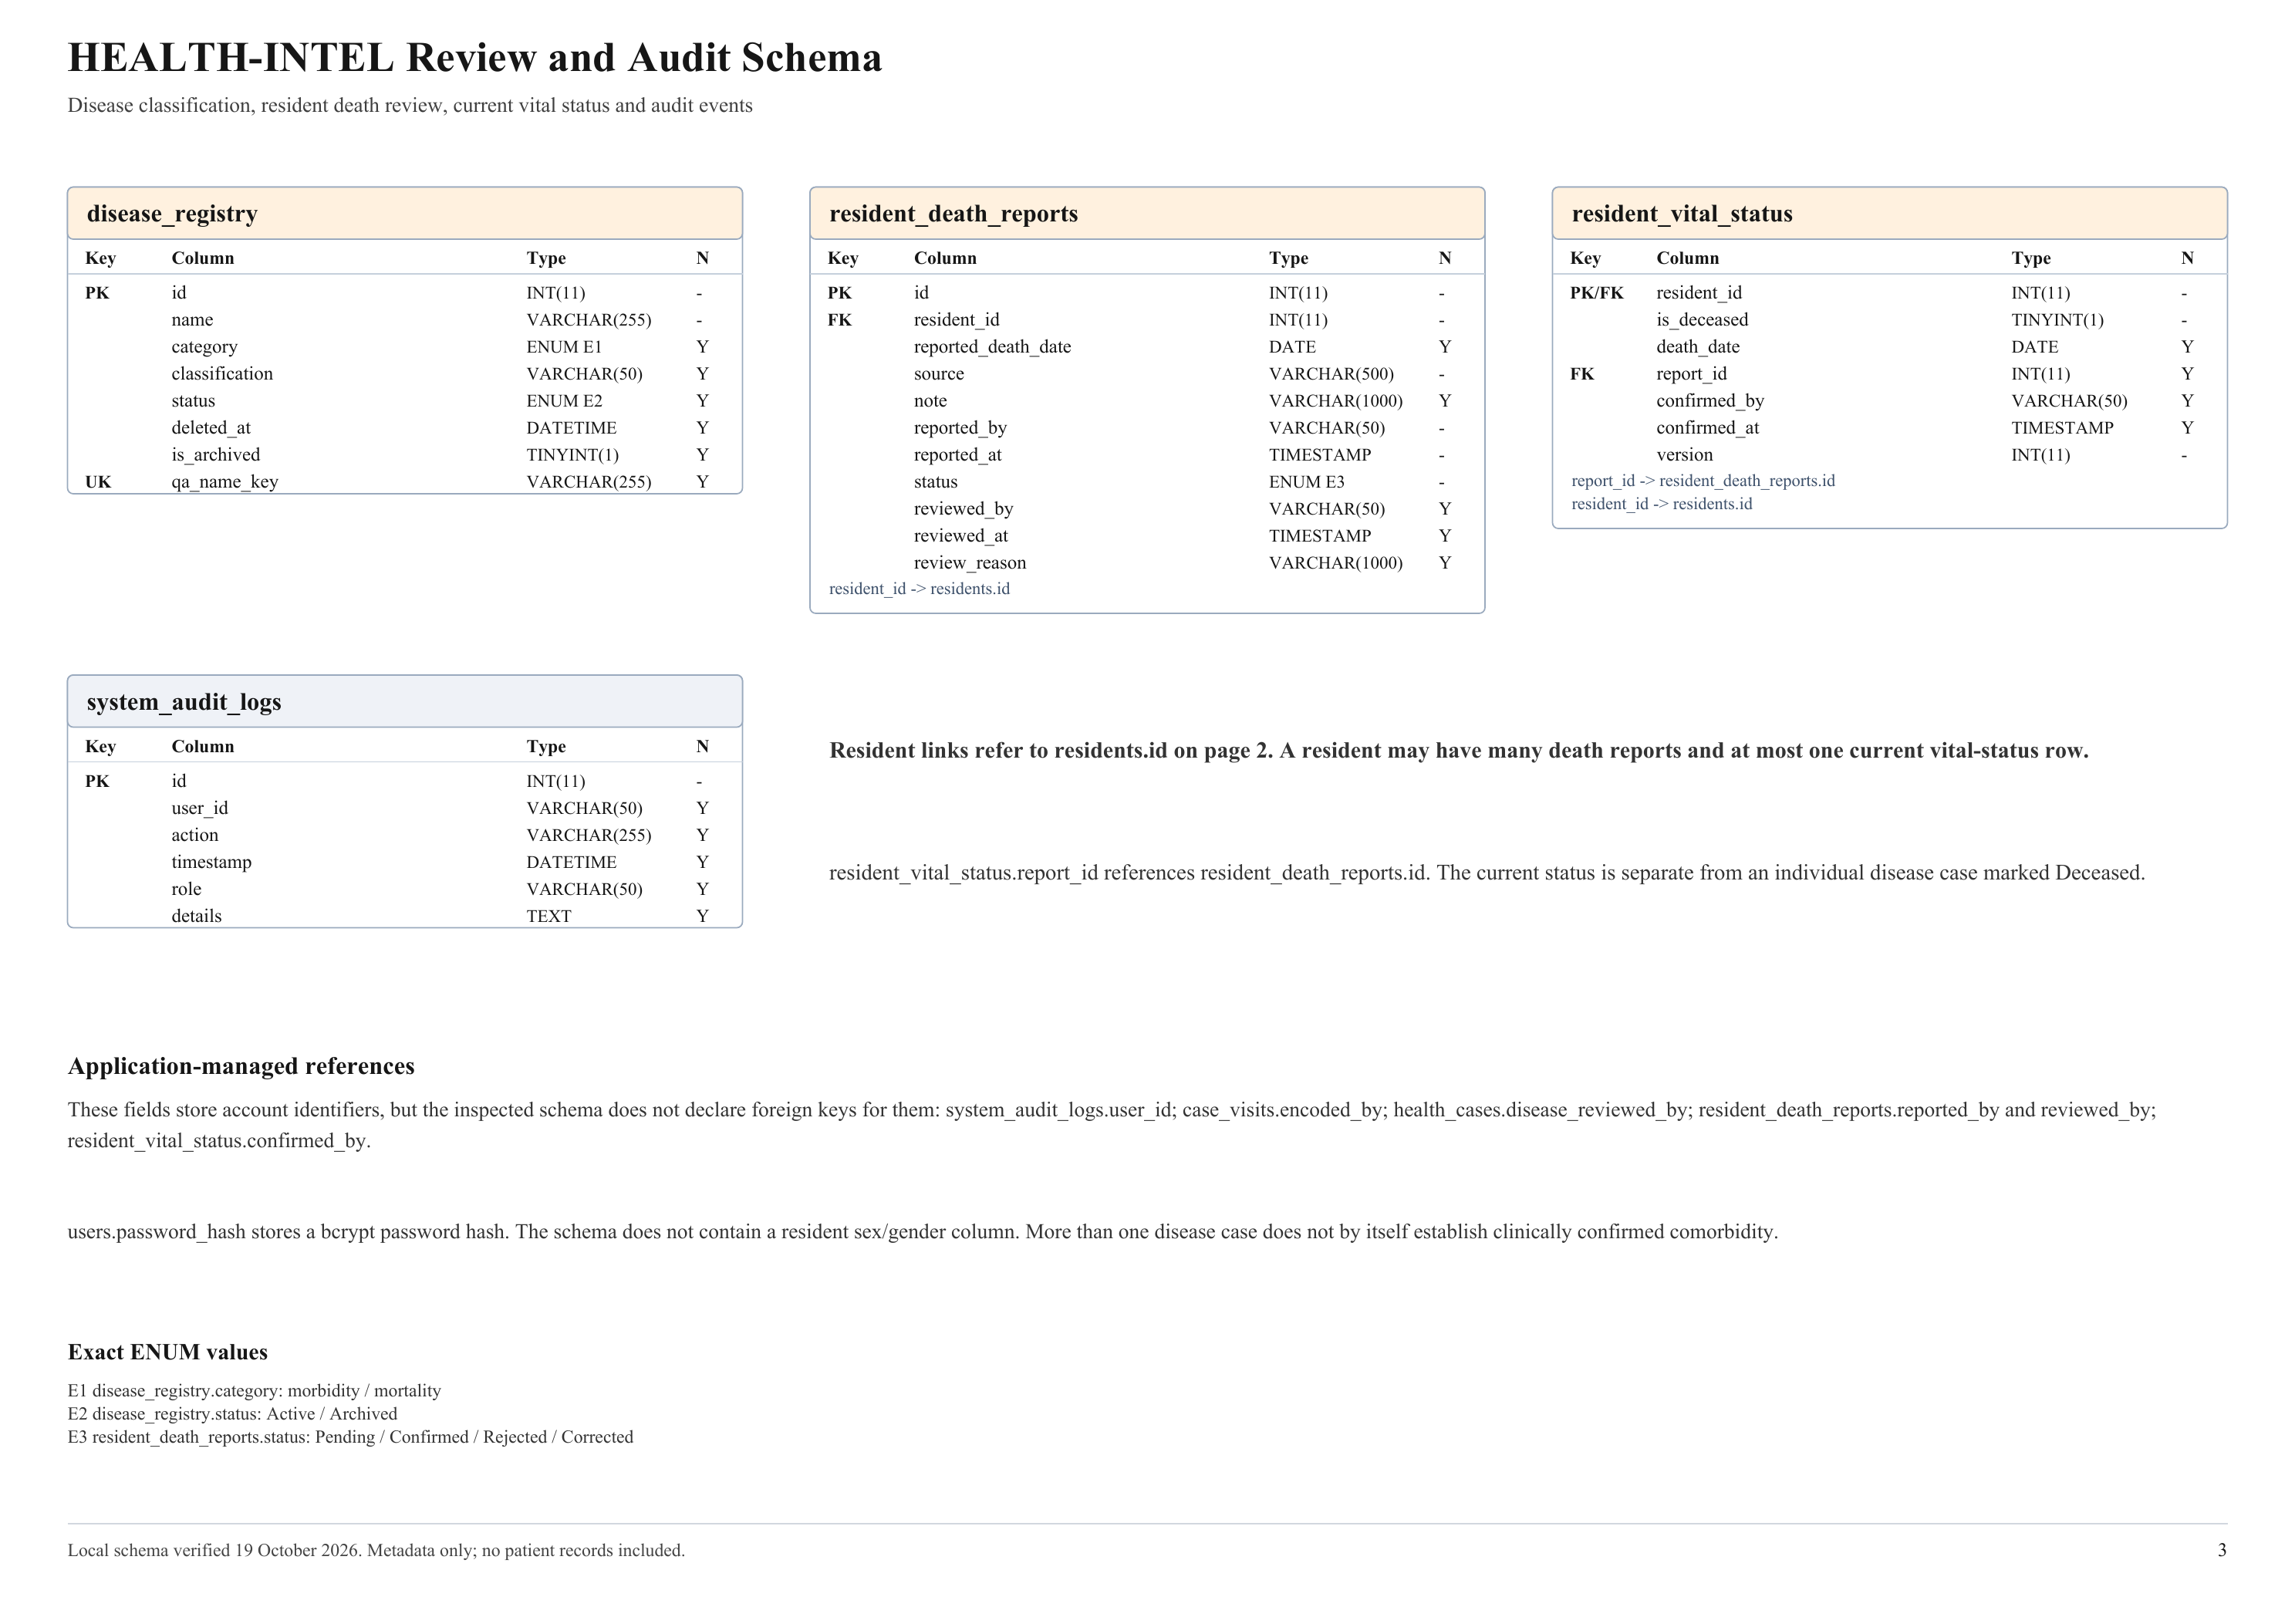 HEALTH-INTEL Review and Audit Schema
Disease classification, resident death review, current vital status and audit events
disease_registry
Key Column Type N
PK id INT(11) -
name VARCHAR(255) -
category ENUM E1 Y
classification VARCHAR(50) Y
status ENUM E2 Y
deleted_at DATETIME Y
is_archived TINYINT(1) Y
UK qa_name_key VARCHAR(255) Y
resident_death_reports
Key Column Type N
PK id INT(11) -
FK resident_id INT(11) -
reported_death_date DATE Y
source VARCHAR(500) -
note VARCHAR(1000) Y
reported_by VARCHAR(50) -
reported_at TIMESTAMP -
status ENUM E3 -
reviewed_by VARCHAR(50) Y
reviewed_at TIMESTAMP Y
review_reason VARCHAR(1000) Y
resident_id -> residents.id
resident_vital_status
Key Column Type N
PK/FK resident_id INT(11) -
is_deceased TINYINT(1) -
death_date DATE Y
FK report_id INT(11) Y
confirmed_by VARCHAR(50) Y
confirmed_at TIMESTAMP Y
version INT(11) -
report_id -> resident_death_reports.id
resident_id -> residents.id
system_audit_logs
Key Column Type N
PK id INT(11) -
user_id VARCHAR(50) Y
action VARCHAR(255) Y
timestamp DATETIME Y
role VARCHAR(50) Y
details TEXT Y
Resident links refer to residents.id on page 2. A resident may have many death reports and at most one current vital-status row.
resident_vital_status.report_id references resident_death_reports.id. The current status is separate from an individual disease case marked Deceased.
Application-managed references
These fields store account identifiers, but the inspected schema does not declare foreign keys for them: system_audit_logs.user_id; case_visits.encoded_by; health_cases.disease_reviewed_by; resident_death_reports.reported_by and reviewed_by;
resident_vital_status.confirmed_by.
users.password_hash stores a bcrypt password hash. The schema does not contain a resident sex/gender column. More than one disease case does not by itself establish clinically confirmed comorbidity.
Exact ENUM values
E1 disease_registry.category: morbidity / mortality
E2 disease_registry.status: Active / Archived
E3 resident_death_reports.status: Pending / Confirmed / Rejected / Corrected
Local schema verified 19 October 2026. Metadata only; no patient records included.
3